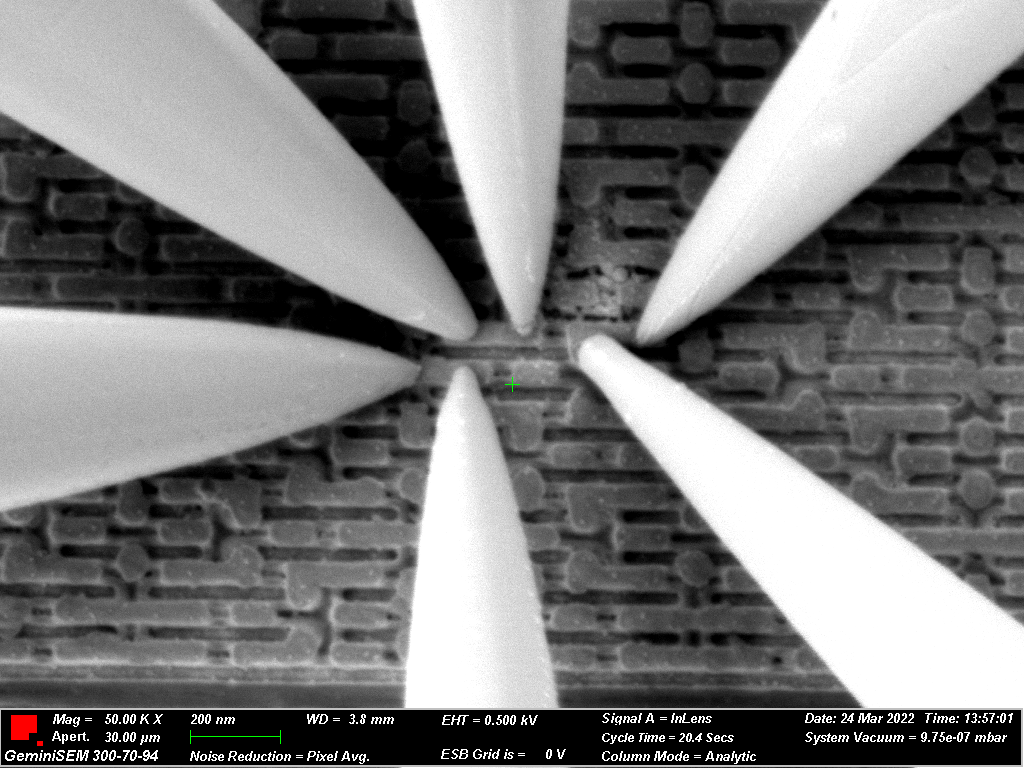 Mag = 50.00 K X 200 nm WD = 3.8 mm EHT = 0.500 kV Signal A = InLens Date: 24 Mar 2022 Time: 13:57:01
Apert. 30.00 µm Cycle Time = 20.4 Secs System Vacuum = 9.75e-07 mbar
GeminiSEM 300-70-94 Noise Reduction = Pixel Avg. ESB Grid is = 0 V Column Mode = Analytic